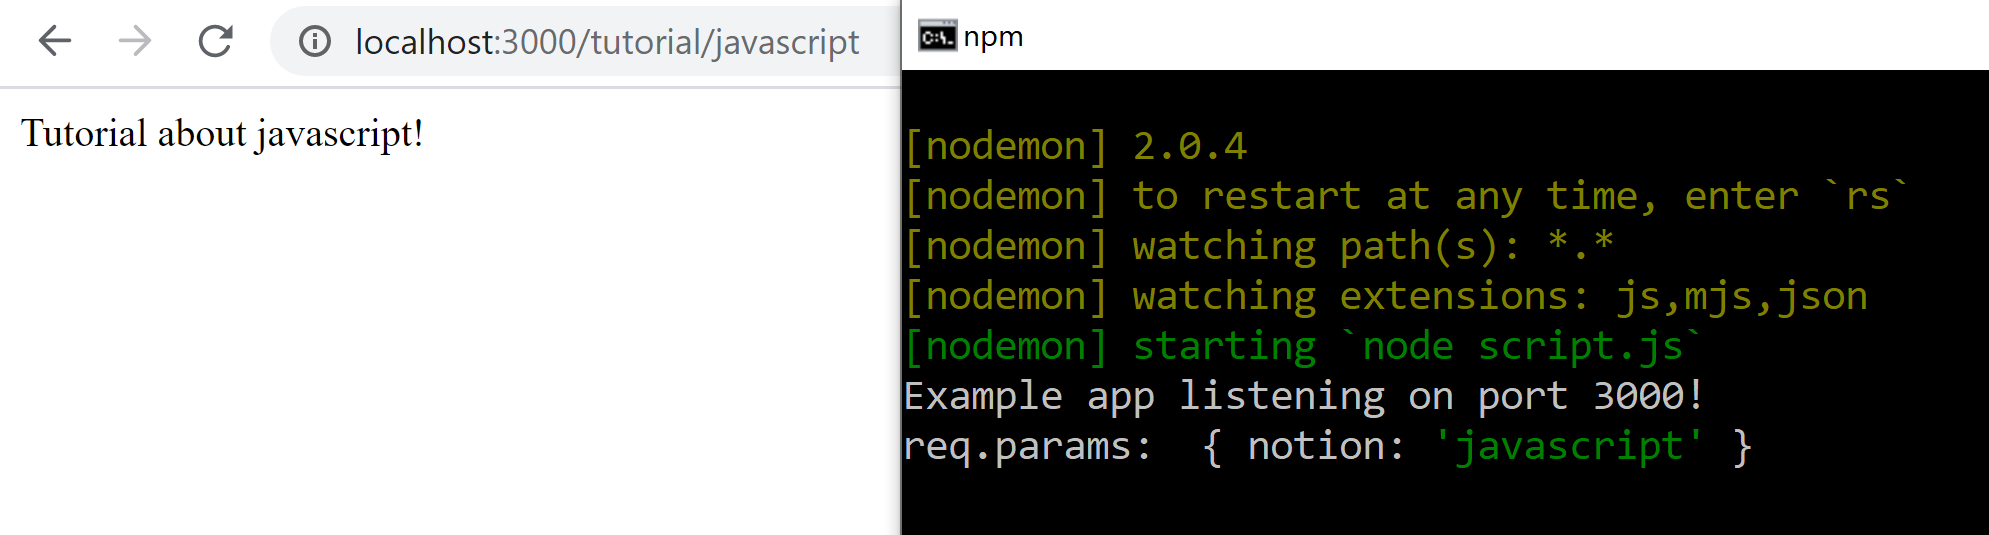 localhost:3000/tutorial/javascript
Tutorial about javascript!
C:\_ npm
[nodemon] 2.0.4
[nodemon] to restart at any time, enter `rs`
[nodemon] watching path(s): *.*
[nodemon] watching extensions: js,mjs,json
[nodemon] starting `node script.js`
Example app listening on port 3000!
req.params:  { notion: 'javascript' }